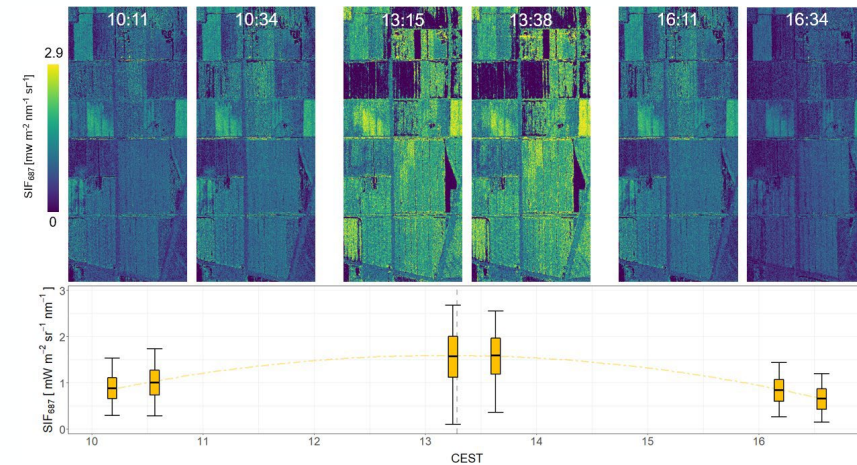 10:11 10:34 13:15 13:38 16:11 16:34
2.9
SIF₆₈₇ [mw m⁻² nm⁻¹ sr⁻¹]
0
3
2
1
0
SIF₆₈₇ [ mW m⁻² sr⁻¹ nm⁻¹ ]
10 11 12 13 14 15 16
CEST